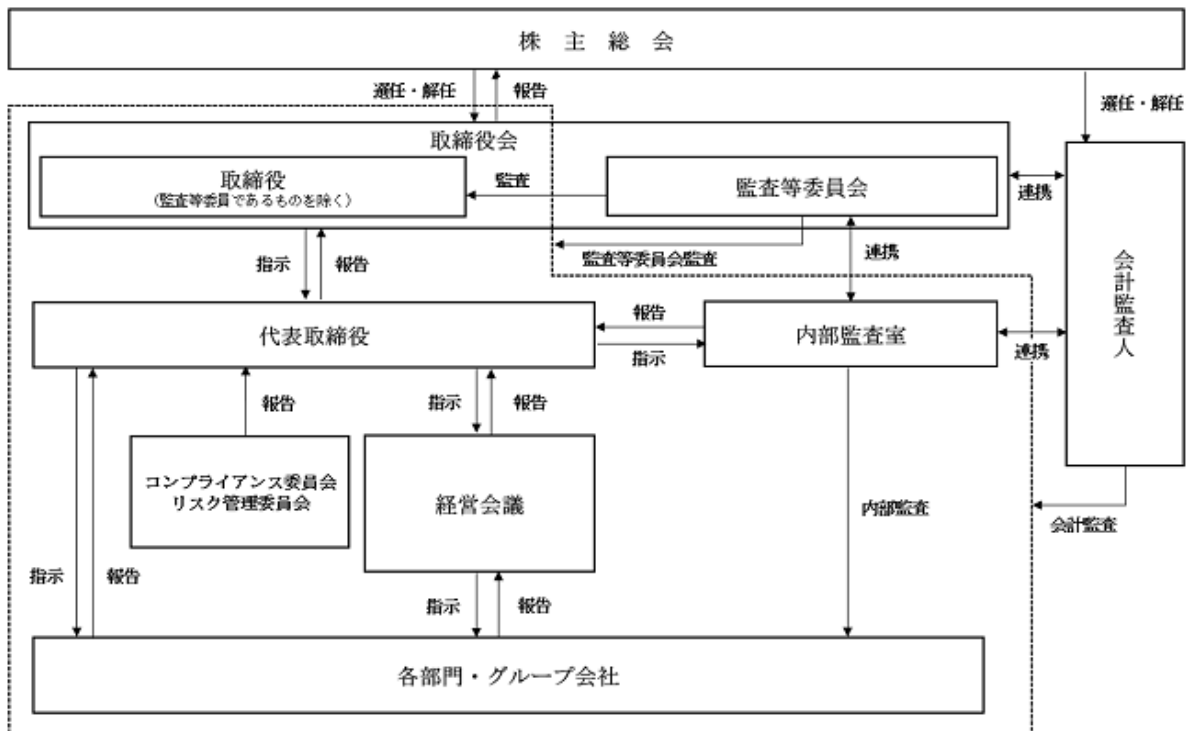 株主総会
選任・解任
報告
選任・解任
取締役会
取締役
(監査等委員であるものを除く)
監査
監査等委員会
連携
監査等委員会監査
連携
指示
報告
会計監査人
代表取締役
報告
指示
内部監査室
連携
報告
指示
報告
コンプライアンス委員会
リスク管理委員会
経営会議
内部監査
会計監査
指示
報告
指示
報告
各部門・グループ会社